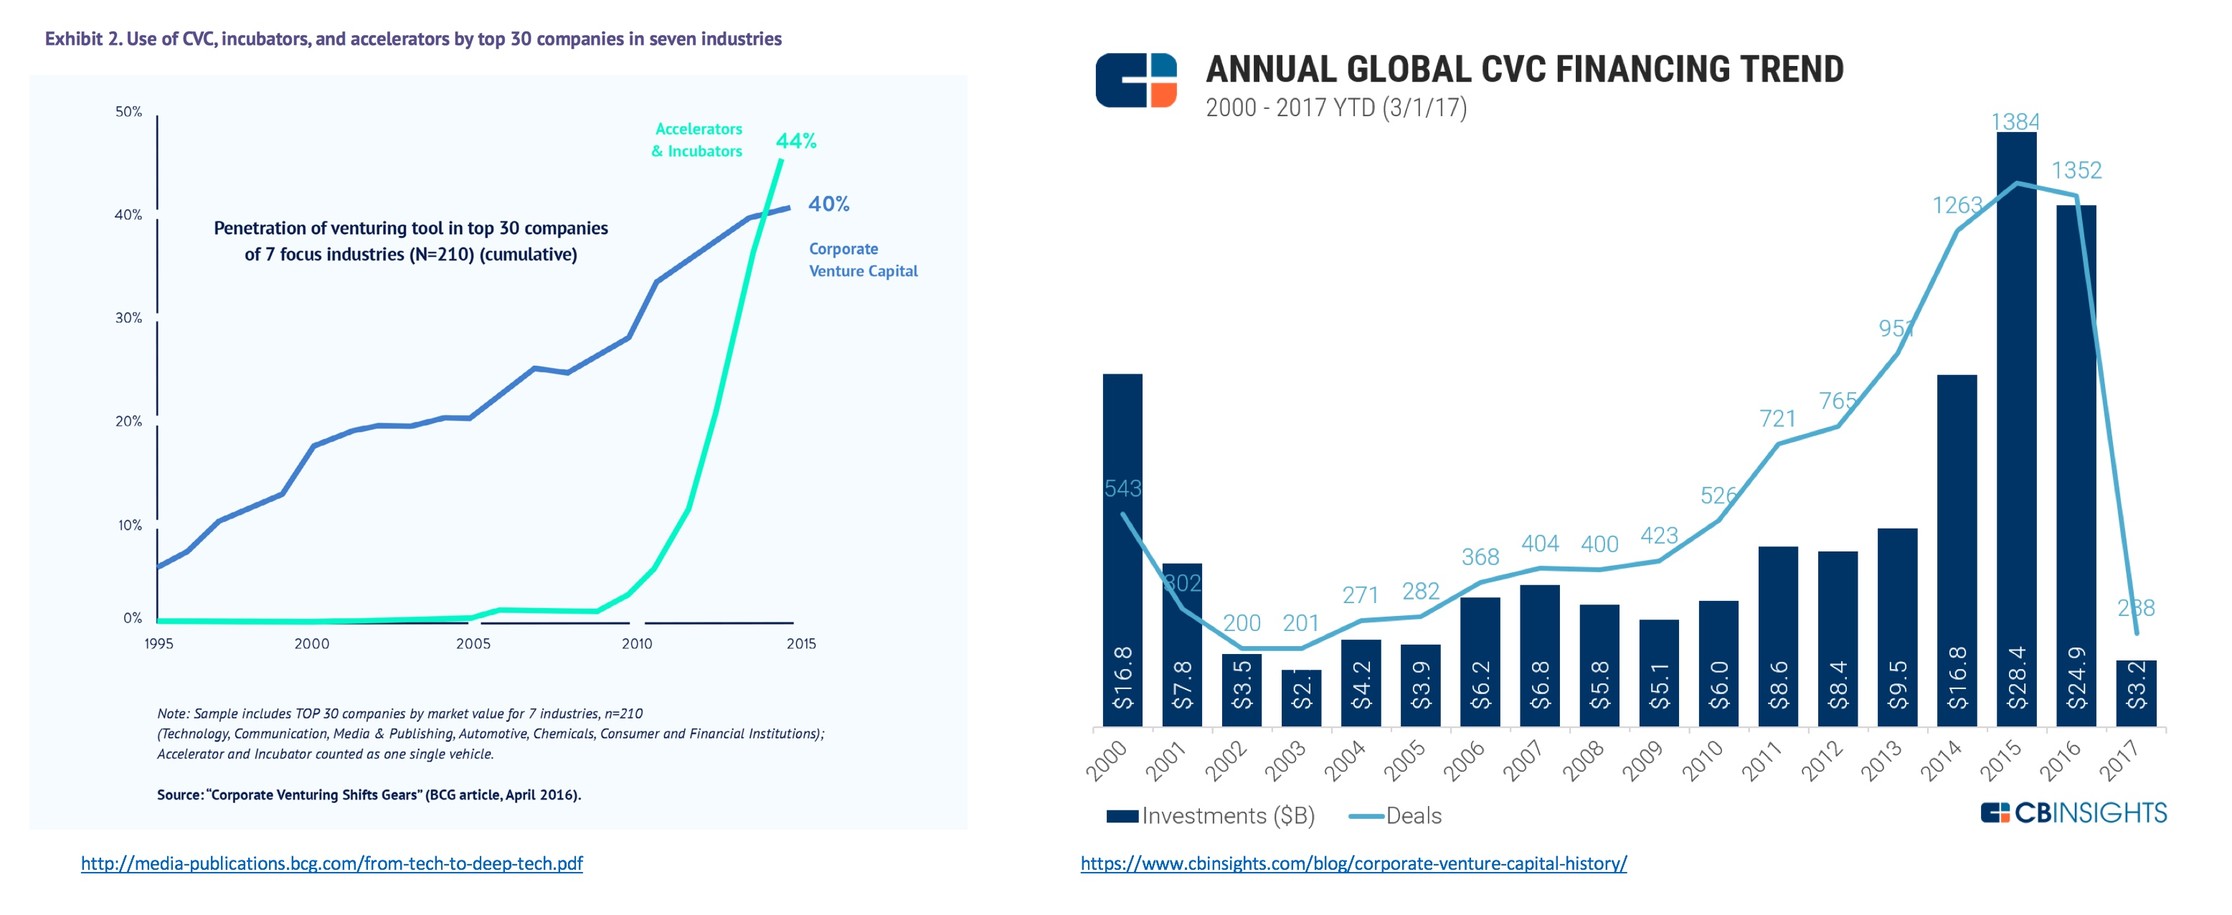 Exhibit 2. Use of CVC, incubators, and accelerators by top 30 companies in seven industries
50%
40%
30%
20%
10%
0%
Accelerators
& Incubators
44%
40%
Corporate
Venture Capital
Penetration of venturing tool in top 30 companies
of 7 focus industries (N=210) (cumulative)
1995 2000 2005 2010 2015
Note: Sample includes TOP 30 companies by market value for 7 industries, n=210
(Technology, Communication, Media & Publishing, Automotive, Chemicals, Consumer and Financial Institutions);
Accelerator and Incubator counted as one single vehicle.
Source: “Corporate Venturing Shifts Gears” (BCG article, April 2016).
http://media-publications.bcg.com/from-tech-to-deep-tech.pdf
ANNUAL GLOBAL CVC FINANCING TREND
2000 - 2017 YTD (3/1/17)
543 302 200 201 271 282 368 404 400 423 526 721 765 951 1263 1384 1352 238
$16.8 $7.8 $3.5 $2. $4.2 $3.9 $6.2 $6.8 $5.8 $5.1 $6.0 $8.6 $8.4 $9.5 $16.8 $28.4 $24.9 $3.2
2000 2001 2002 2003 2004 2005 2006 2007 2008 2009 2010 2011 2012 2013 2014 2015 2016 2017
Investments ($B) Deals
CBINSIGHTS
https://www.cbinsights.com/blog/corporate-venture-capital-history/